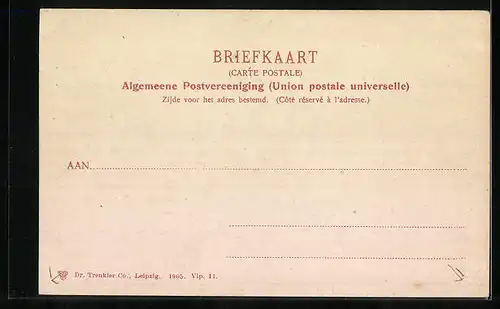 BRIEFKAART
(CARTE POSTALE)
Algemeene Postvereeniging (Union postale universelle)
Zijde voor het adres bestemd. (Côté réservé à l'adresse.)
AAN
Dr. Trenkler Co., Leipzig. 1905. Vlp. 11.